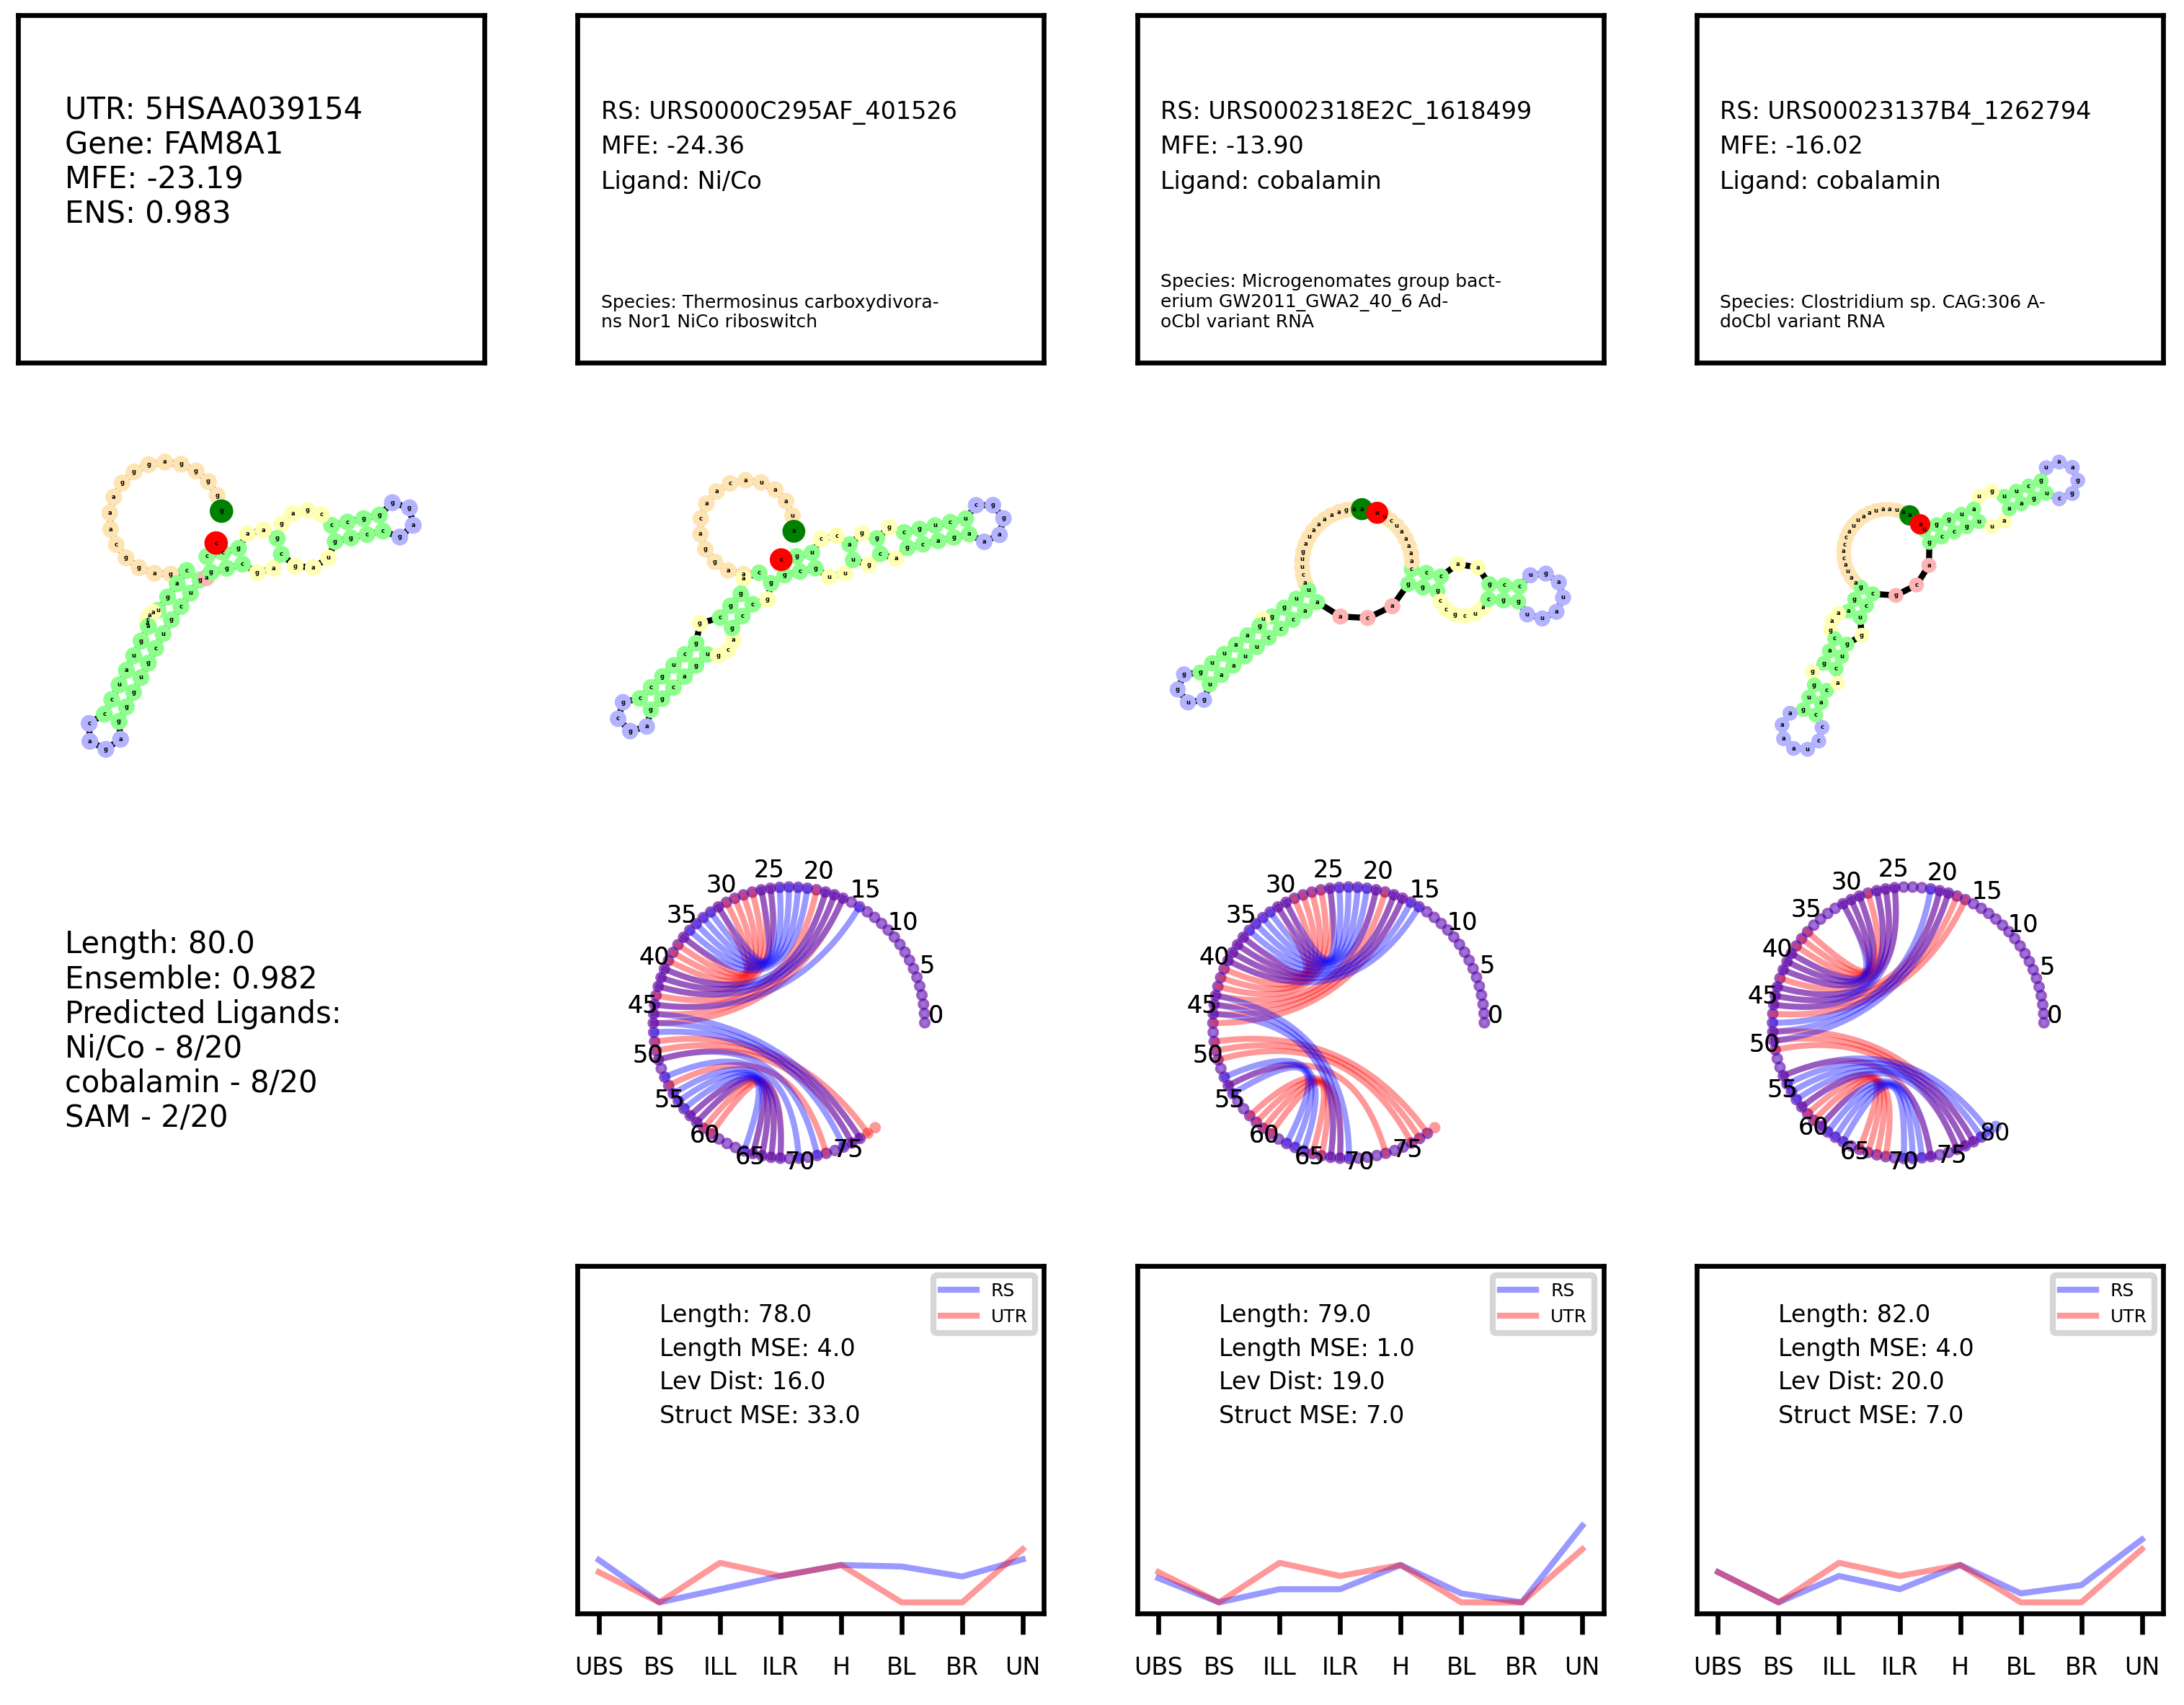 UTR: 5HSAA039154
Gene: FAM8A1
MFE: -23.19
ENS: 0.983
RS: URS0000C295AF_401526
MFE: -24.36
Ligand: Ni/Co
Species: Thermosinus carboxydivora-
ns Nor1 NiCo riboswitch
RS: URS0002318E2C_1618499
MFE: -13.90
Ligand: cobalamin
Species: Microgenomates group bact-
erium GW2011_GWA2_40_6 Ad-
oCbl variant RNA
RS: URS00023137B4_1262794
MFE: -16.02
Ligand: cobalamin
Species: Clostridium sp. CAG:306 A-
doCbl variant RNA
Length: 80.0
Ensemble: 0.982
Predicted Ligands:
Ni/Co - 8/20
cobalamin - 8/20
SAM - 2/20
0
5
10
15
20
25
30
35
40
45
50
55
60
65
70
75
0
5
10
15
20
25
30
35
40
45
50
55
60
65
70
75
0
5
10
15
20
25
30
35
40
45
50
55
60
65
70
75
80
RS
UTR
Length: 78.0
Length MSE: 4.0
Lev Dist: 16.0
Struct MSE: 33.0
UBS BS ILL ILR H BL BR UN
RS
UTR
Length: 79.0
Length MSE: 1.0
Lev Dist: 19.0
Struct MSE: 7.0
UBS BS ILL ILR H BL BR UN
RS
UTR
Length: 82.0
Length MSE: 4.0
Lev Dist: 20.0
Struct MSE: 7.0
UBS BS ILL ILR H BL BR UN